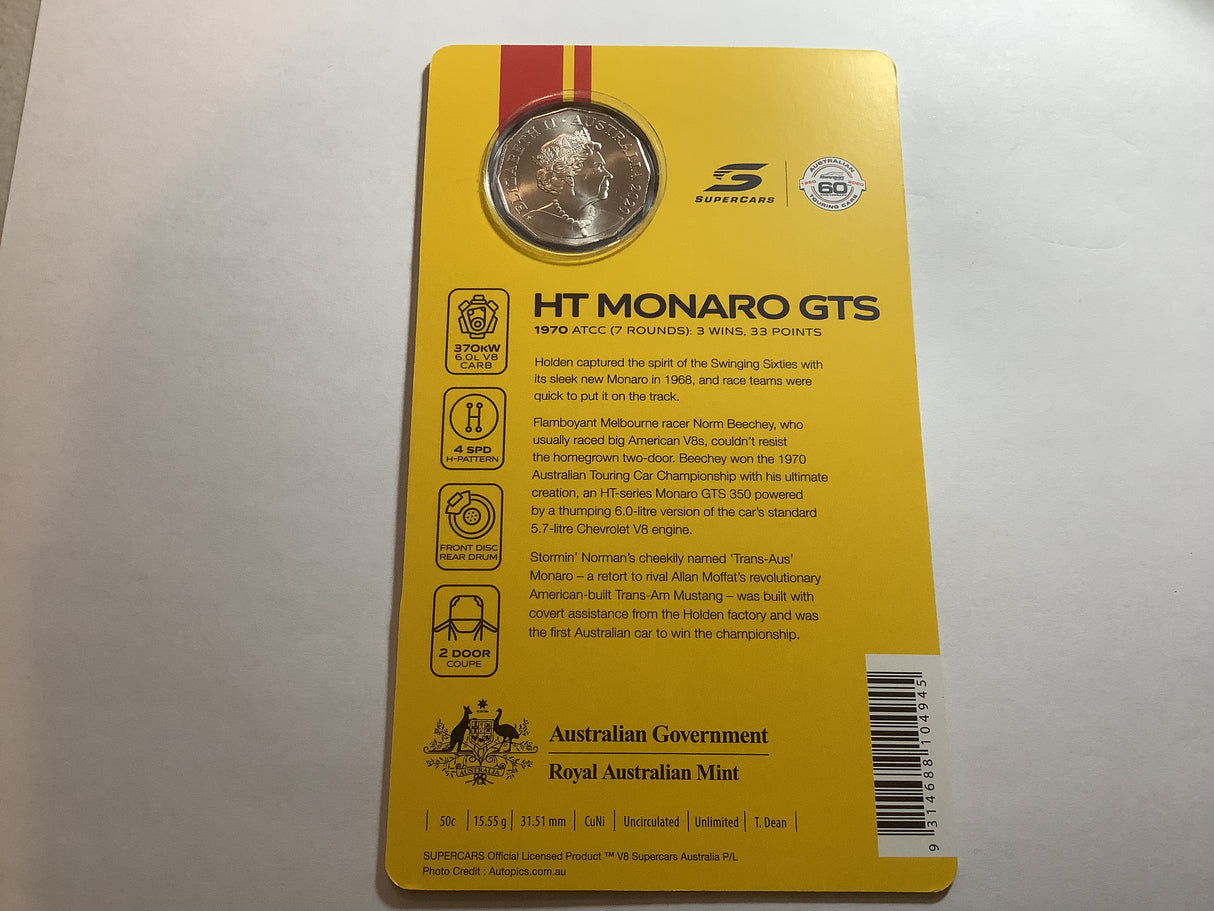 ELIZABETH II • AUSTRALIA 2020
SUPERCARS
AUSTRALIAN
1960 60 2020
TOURING CARS
HT MONARO GTS
1970 ATCC (7 ROUNDS): 3 WINS, 33 POINTS
370KW
6.0L V8
CARB
Holden captured the spirit of the Swinging Sixties with
its sleek new Monaro in 1968, and race teams were
quick to put it on the track.
4 SPD
H-PATTERN
Flamboyant Melbourne racer Norm Beechey, who
usually raced big American V8s, couldn't resist
the homegrown two-door. Beechey won the 1970
Australian Touring Car Championship with his ultimate
creation, an HT-series Monaro GTS 350 powered
by a thumping 6.0-litre version of the car's standard
5.7-litre Chevrolet V8 engine.
FRONT DISC
REAR DRUM
Stormin' Norman's cheekily named 'Trans-Aus'
Monaro – a retort to rival Allan Moffat's revolutionary
American-built Trans-Am Mustang – was built with
covert assistance from the Holden factory and was
the first Australian car to win the championship.
2 DOOR
COUPE
AUSTRALIA
Australian Government
Royal Australian Mint
50c | 15.55 g | 31.51 mm | CuNi | Uncirculated | Unlimited | T. Dean
SUPERCARS Official Licensed Product ™ V8 Supercars Australia P/L
Photo Credit : Autopics.com.au
9 314688 104945